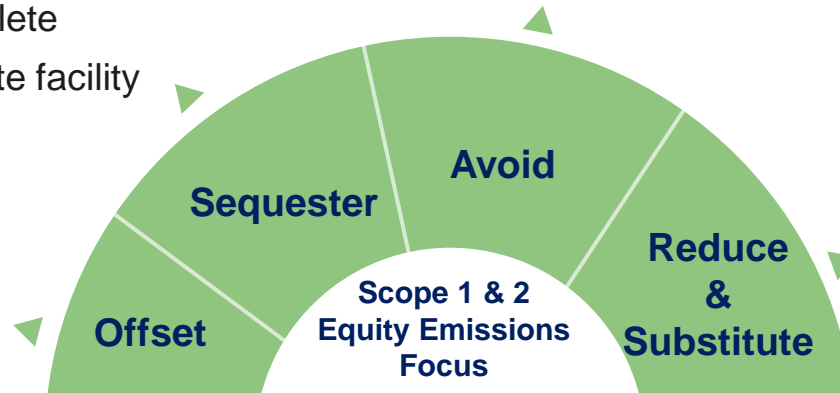 lete
te facility
Avoid
Sequester
Reduce
&
Substitute
Scope 1 & 2
Equity Emissions
Focus
Offset